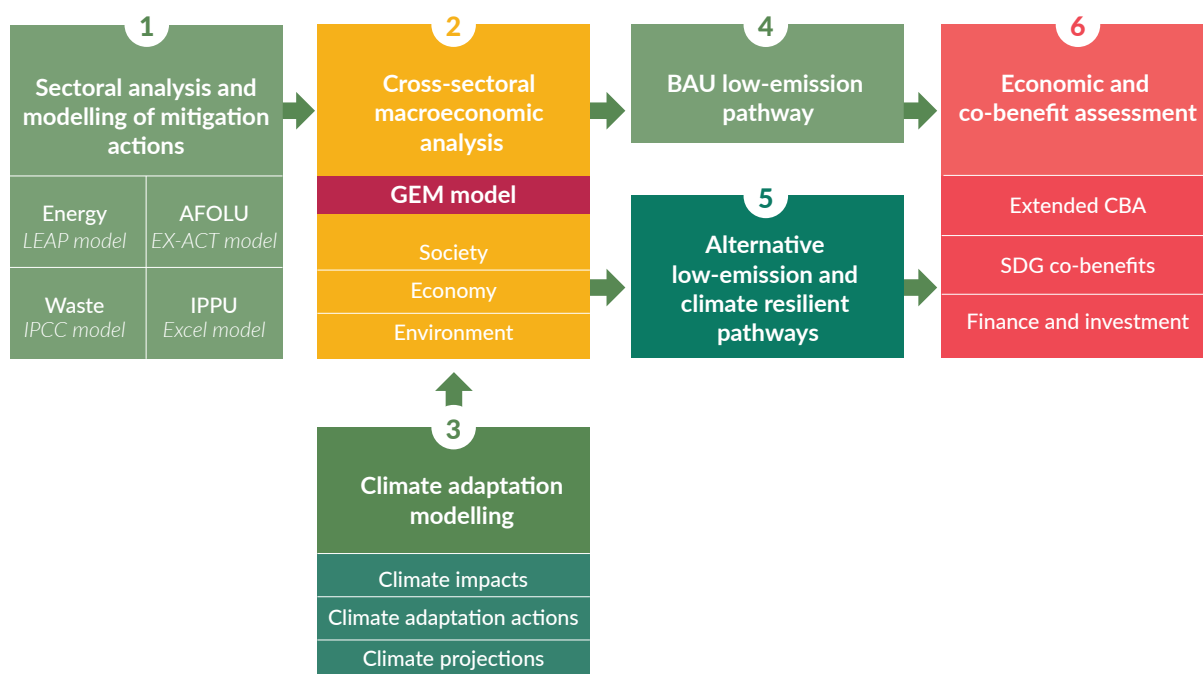 1
Sectoral analysis and
modelling of mitigation
actions
Energy
LEAP model
AFOLU
EX-ACT model
Waste
IPCC model
IPPU
Excel model
2
Cross-sectoral
macroeconomic
analysis
GEM model
Society
Economy
Environment
3
Climate adaptation
modelling
Climate impacts
Climate adaptation actions
Climate projections
4
BAU low-emission
pathway
5
Alternative
low-emission and
climate resilient
pathways
6
Economic and
co-benefit assessment
Extended CBA
SDG co-benefits
Finance and investment